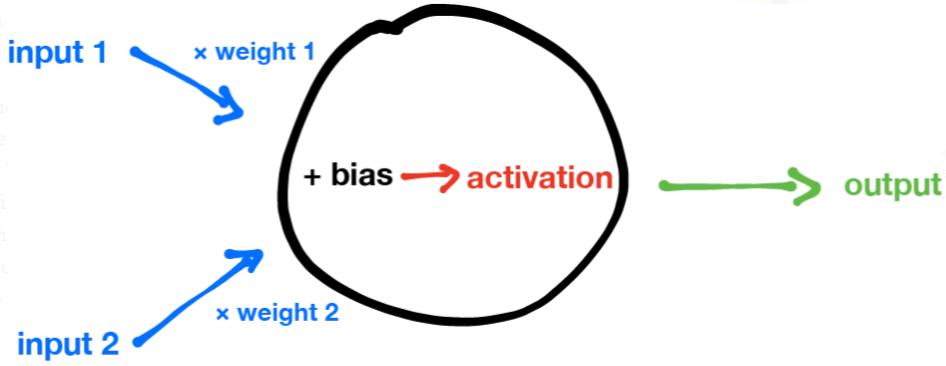 input 1
× weight 1
+ bias
activation
output
× weight 2
input 2